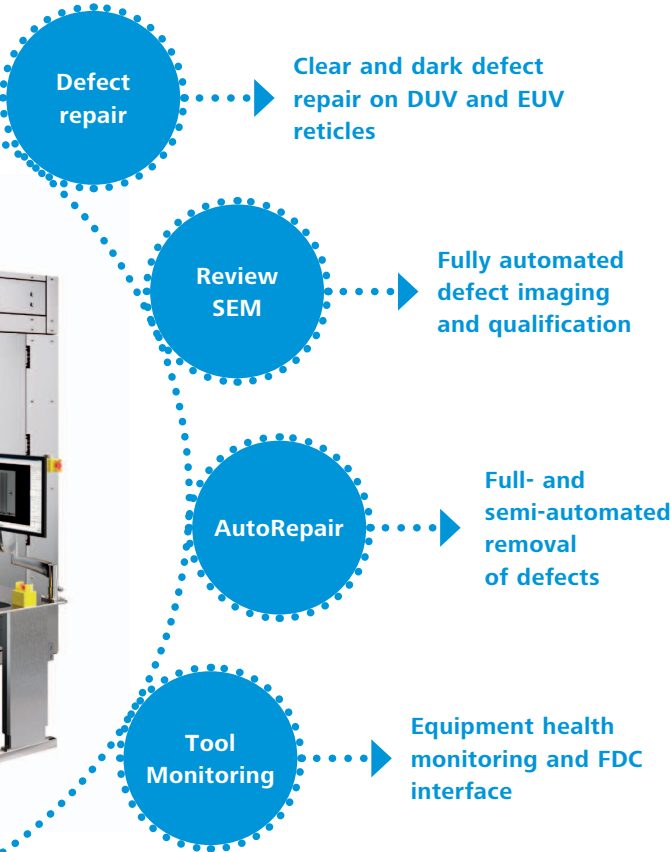 Defect
repair
Clear and dark defect
repair on DUV and EUV
reticles
Review
SEM
Fully automated
defect imaging
and qualification
AutoRepair
Full- and
semi-automated
removal
of defects
Tool
Monitoring
Equipment health
monitoring and FDC
interface